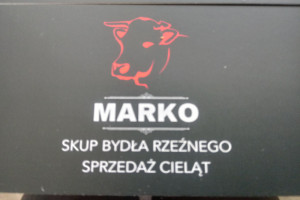 MARKO
SKUP BYDŁA RZEŹNEGO
SPRZEDAŻ CIELĄT